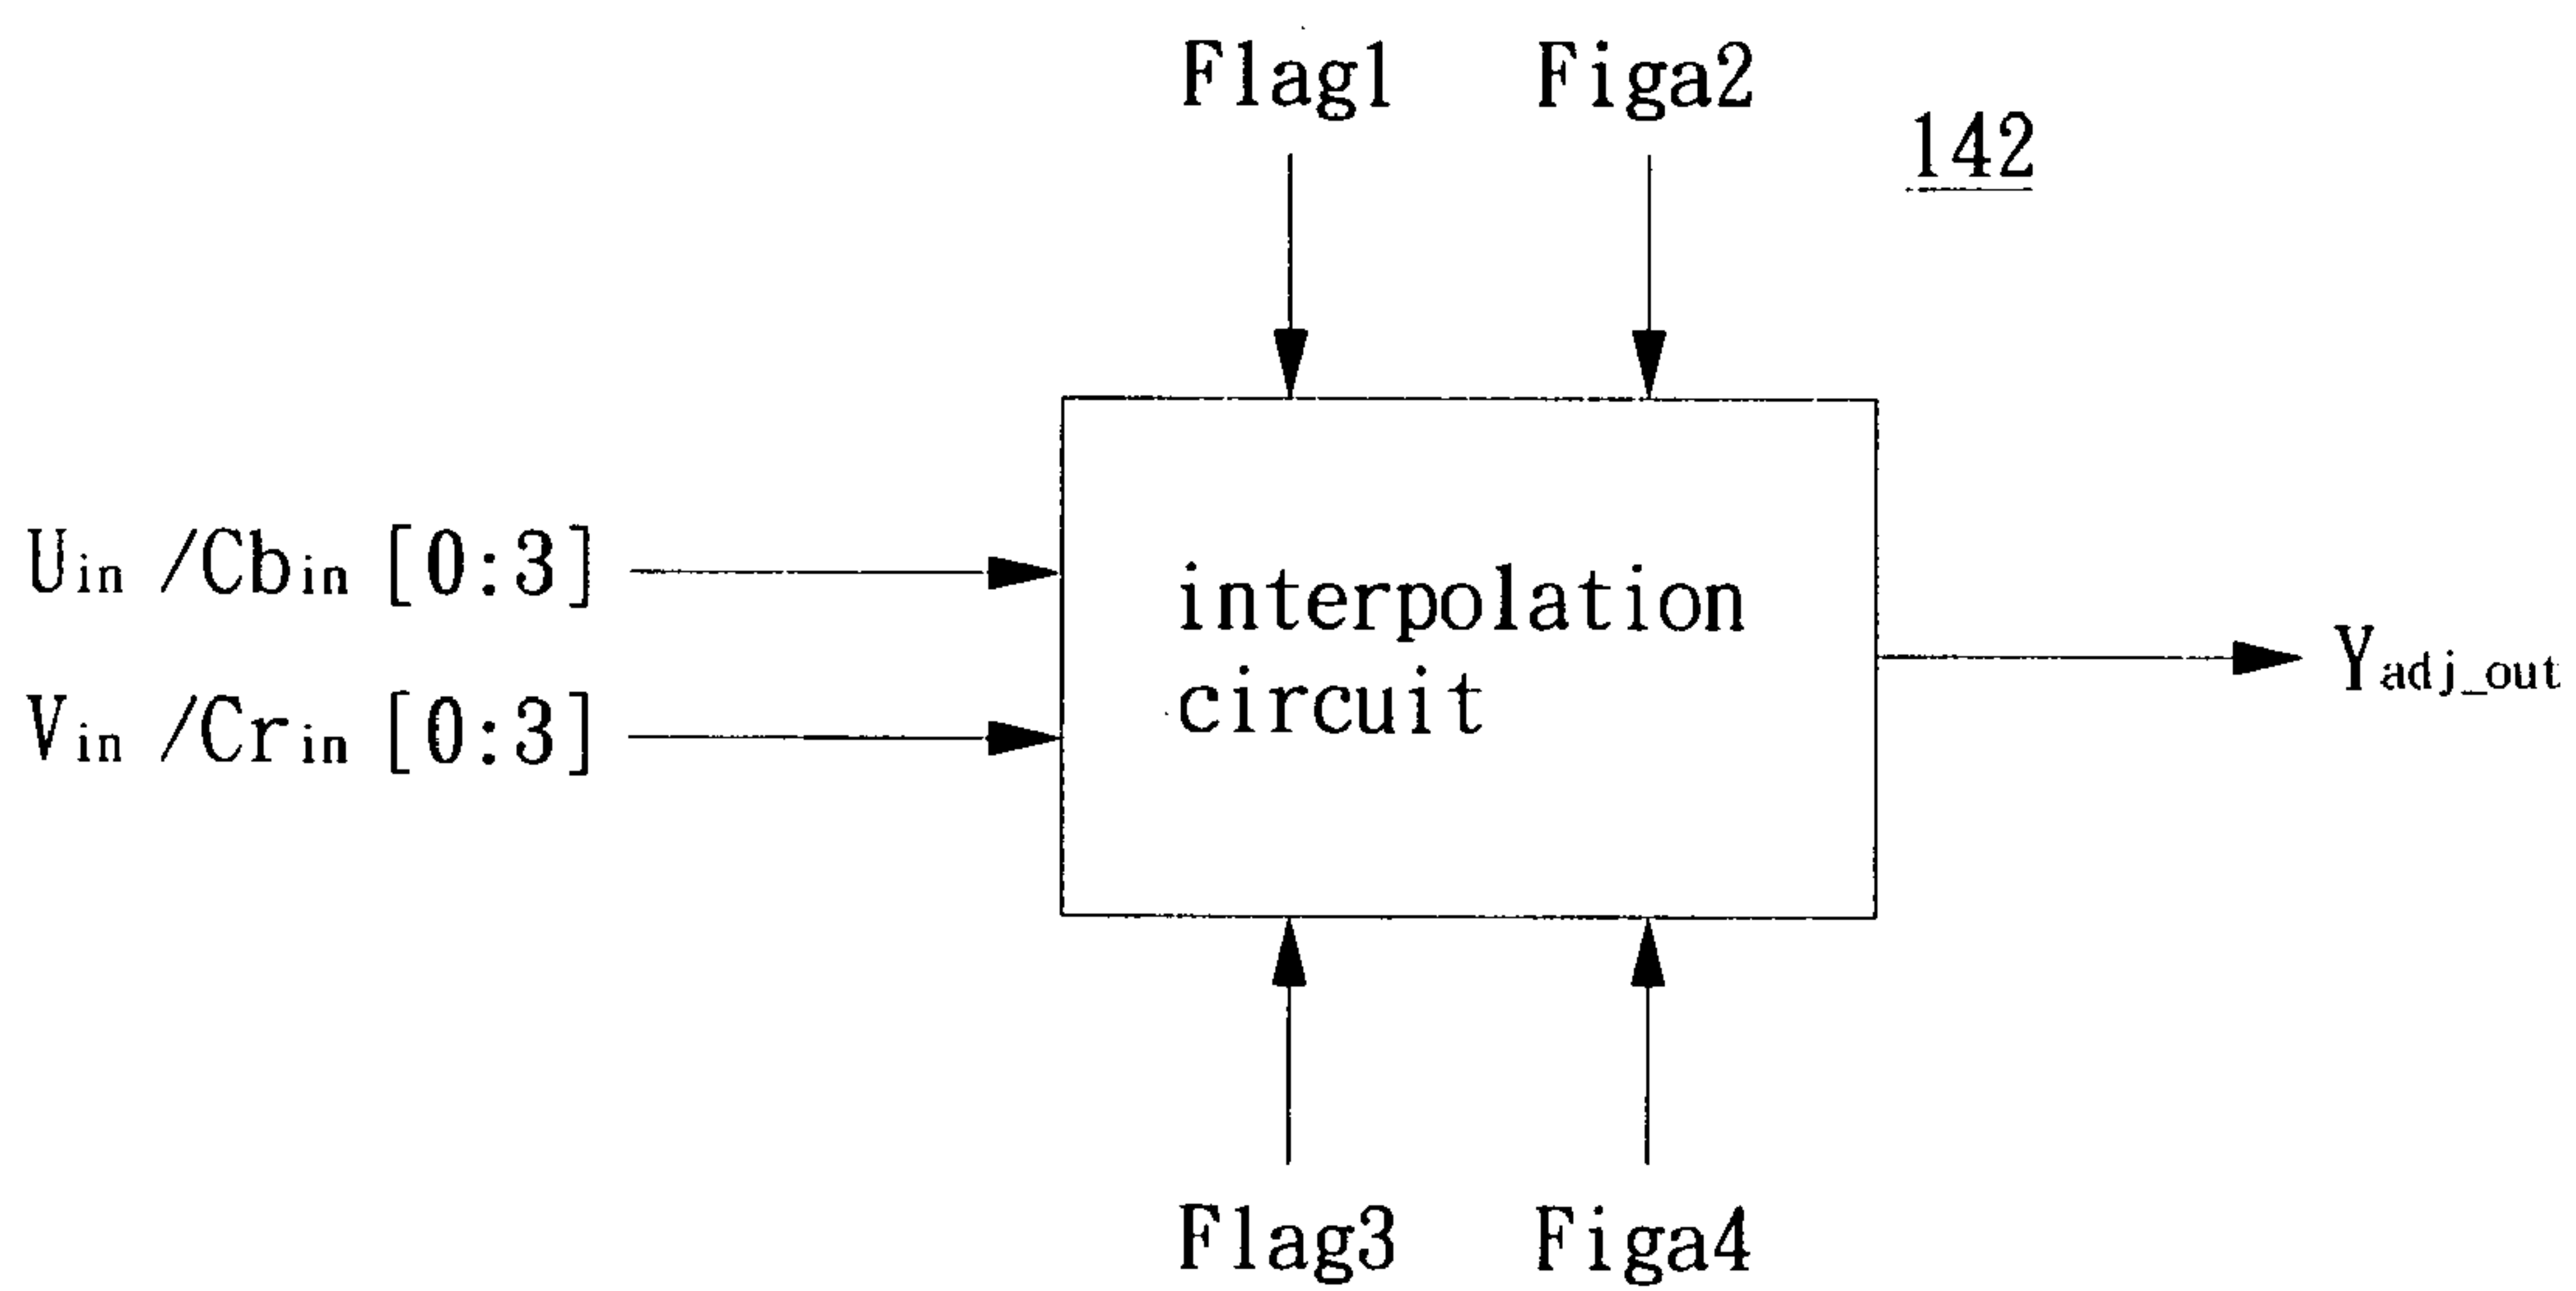 Flag1 Figa2
142
Uin /Cbin [0:3]
interpolation
circuit
Vin /Crin [0:3]
Yadj_out
Flag3 Figa4